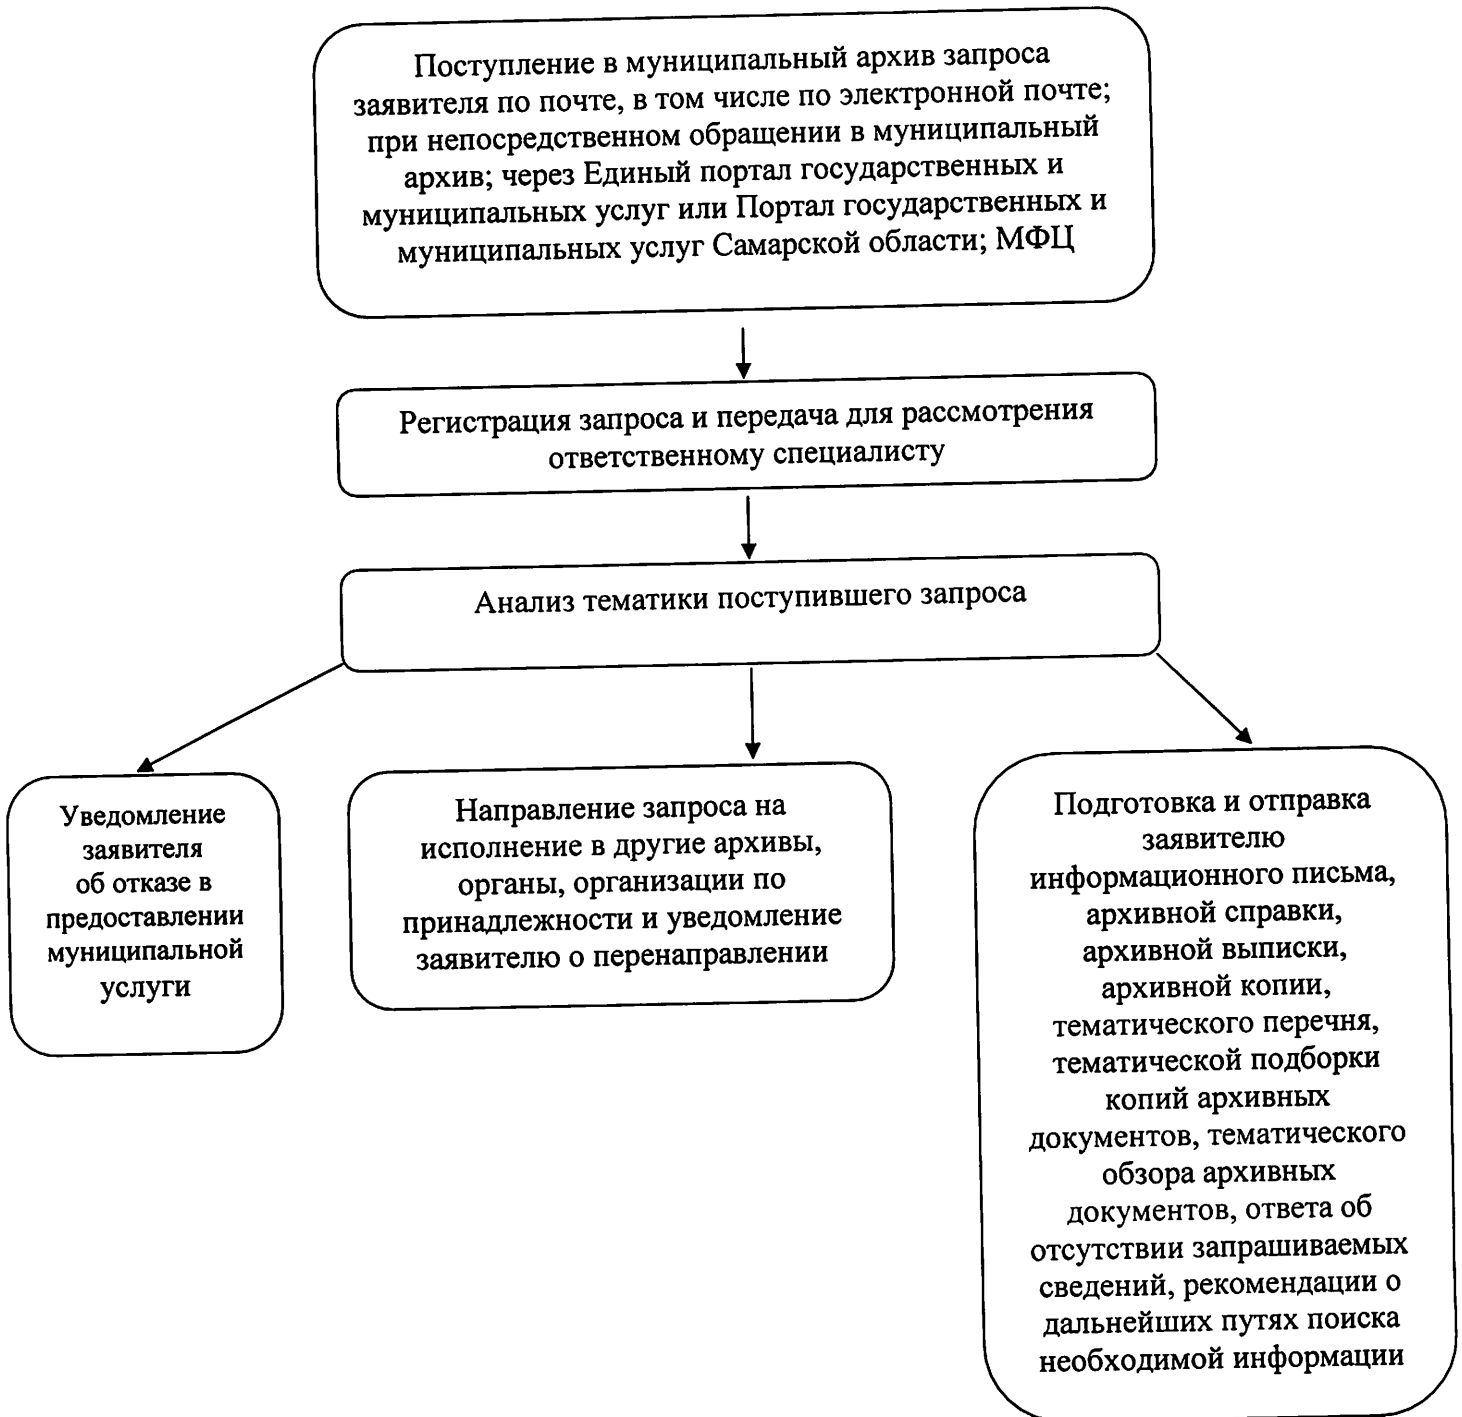 Поступление в муниципальный архив запроса
заявителя по почте, в том числе по электронной почте;
при непосредственном обращении в муниципальный
архив; через Единый портал государственных и
муниципальных услуг или Портал государственных и
муниципальных услуг Самарской области; МФЦ
Регистрация запроса и передача для рассмотрения
ответственному специалисту
Анализ тематики поступившего запроса
Уведомление
заявителя
об отказе в
предоставлении
муниципальной
услуги
Направление запроса на
исполнение в другие архивы,
органы, организации по
принадлежности и уведомление
заявителю о перенаправлении
Подготовка и отправка
заявителю
информационного письма,
архивной справки,
архивной выписки,
архивной копии,
тематического перечня,
тематической подборки
копий архивных
документов, тематического
обзора архивных
документов, ответа об
отсутствии запрашиваемых
сведений, рекомендации о
дальнейших путях поиска
необходимой информации